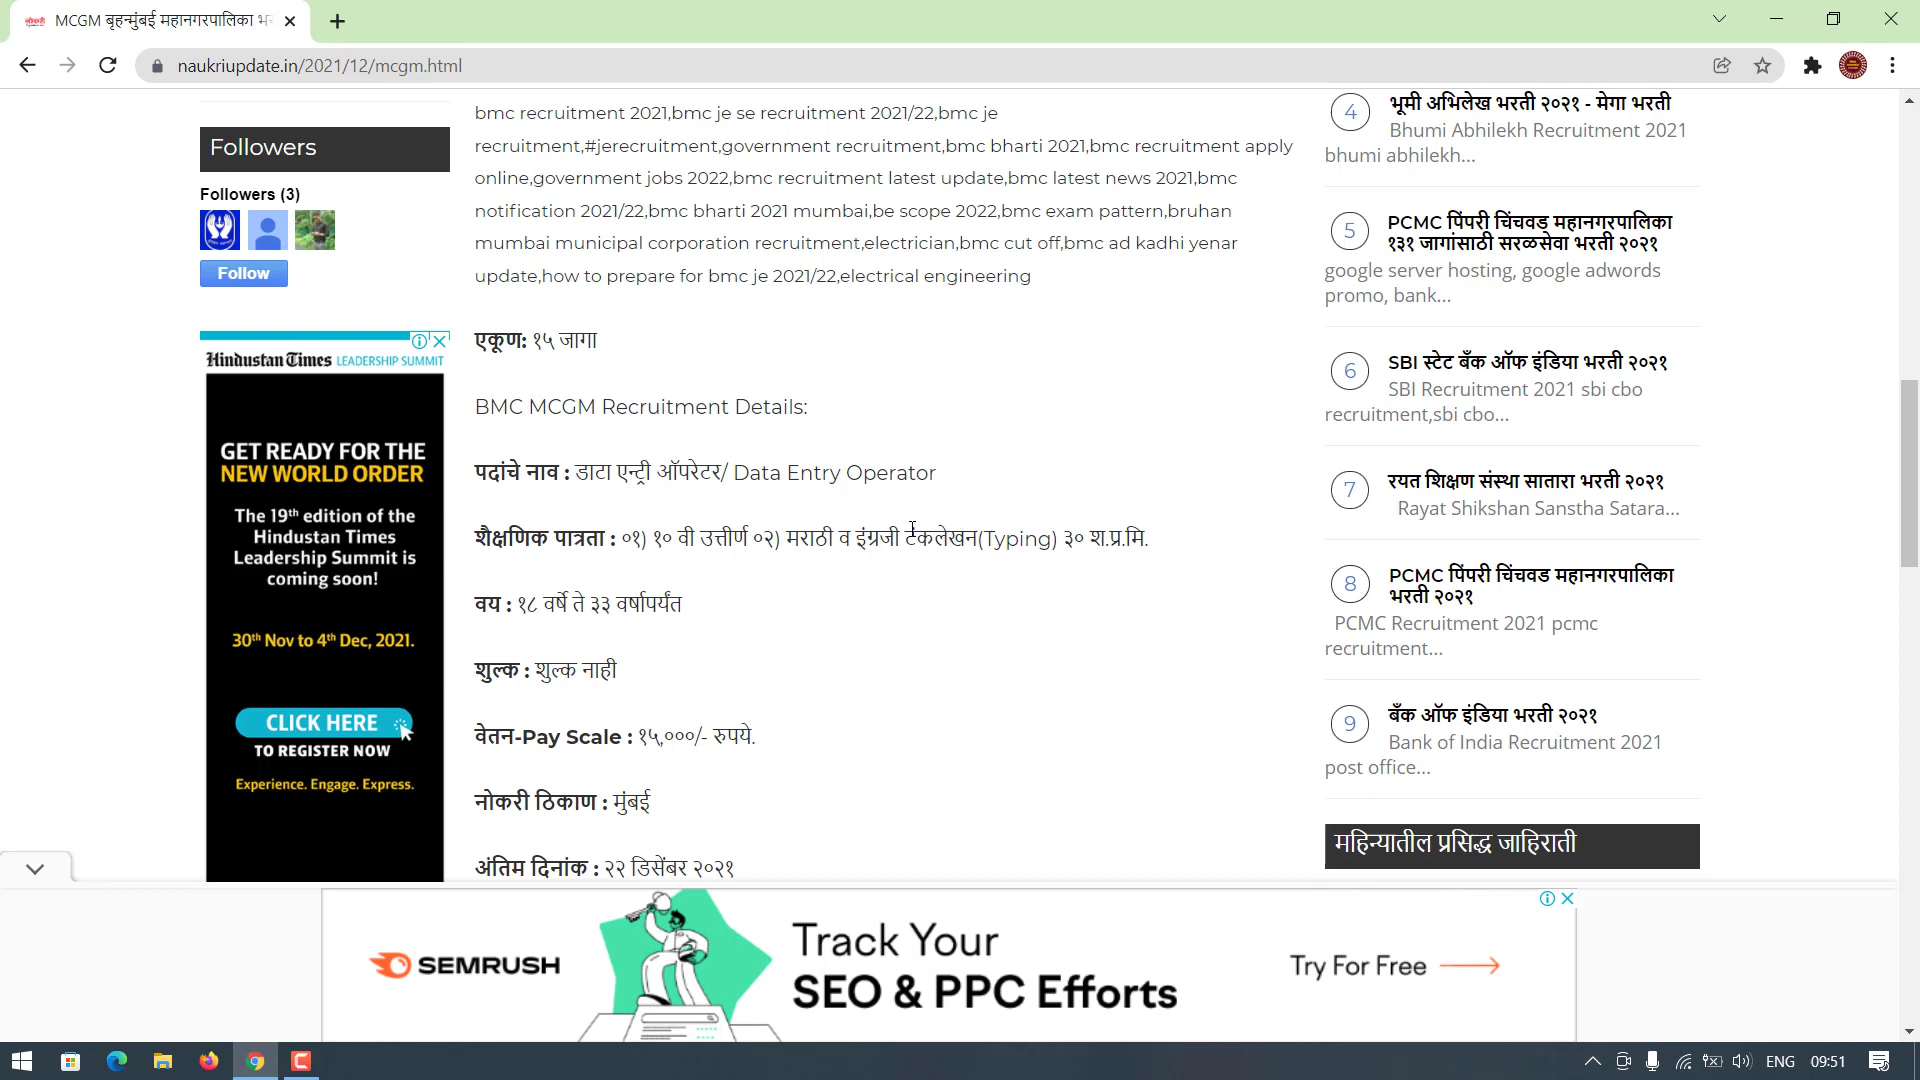 MCGM बृहन्मुंबई महानगरपालिका भर
naukriupdate.in/2021/12/mcgm.html
Followers
Followers (3)
Follow
Hindustan Times LEADERSHIP SUMMIT
GET READY FOR THE
NEW WORLD ORDER
The 19th edition of the
Hindustan Times
Leadership Summit is
coming soon!
30th Nov to 4th Dec, 2021.
CLICK HERE
TO REGISTER NOW
Experience. Engage. Express.
bmc recruitment 2021,bmc je se recruitment 2021/22,bmc je
recruitment,#jerecruitment,government recruitment,bmc bharti 2021,bmc recruitment apply
online,government jobs 2022,bmc recruitment latest update,bmc latest news 2021,bmc
notification 2021/22,bmc bharti 2021 mumbai,be scope 2022,bmc exam pattern,bruhan
mumbai municipal corporation recruitment,electrician,bmc cut off,bmc ad kadhi yenar
update,how to prepare for bmc je 2021/22,electrical engineering
एकूण: १५ जागा
BMC MCGM Recruitment Details:
पदांचे नाव : डाटा एन्ट्री ऑपरेटर/ Data Entry Operator
शैक्षणिक पात्रता : ०१) १० वी उत्तीर्ण ०२) मराठी व इंग्रजी टंकलेखन(Typing) ३० श.प्र.मि.
वय : १८ वर्षे ते ३३ वर्षापर्यंत
शुल्क : शुल्क नाही
वेतन-Pay Scale : १५,०००/- रुपये.
नोकरी ठिकाण : मुंबई
अंतिम दिनांक : २२ डिसेंबर २०२१
4
भूमी अभिलेख भरती २०२१ - मेगा भरती
Bhumi Abhilekh Recruitment 2021
bhumi abhilekh...
5
PCMC पिंपरी चिंचवड महानगरपालिका
१३१ जागांसाठी सरळसेवा भरती २०२१
google server hosting, google adwords
promo, bank...
6
SBI स्टेट बँक ऑफ इंडिया भरती २०२१
SBI Recruitment 2021 sbi cbo
recruitment,sbi cbo...
7
रयत शिक्षण संस्था सातारा भरती २०२१
Rayat Shikshan Sanstha Satara...
8
PCMC पिंपरी चिंचवड महानगरपालिका
भरती २०२१
PCMC Recruitment 2021 pcmc
recruitment...
9
बँक ऑफ इंडिया भरती २०२१
Bank of India Recruitment 2021
post office...
महिन्यातील प्रसिद्ध जाहिराती
SEMRUSH
Track Your
SEO & PPC Efforts
Try For Free
ENG
09:51